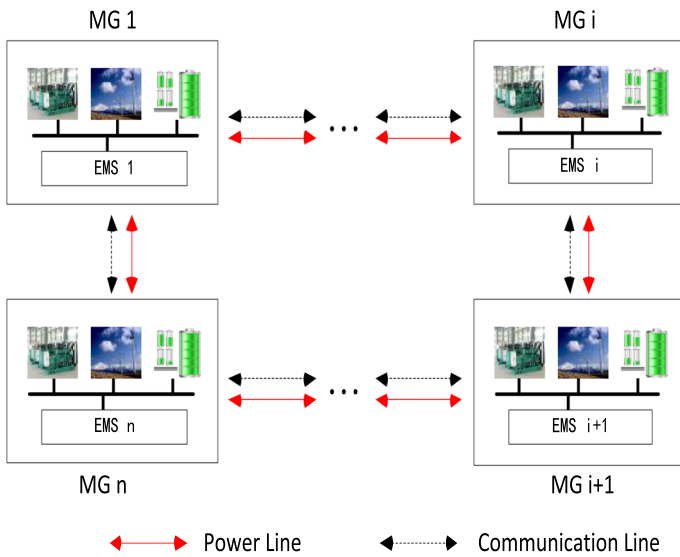 MG 1
MG i
EMS 1
EMS i
...
...
EMS n
EMS i+1
MG n
MG i+1
Power Line
Communication Line